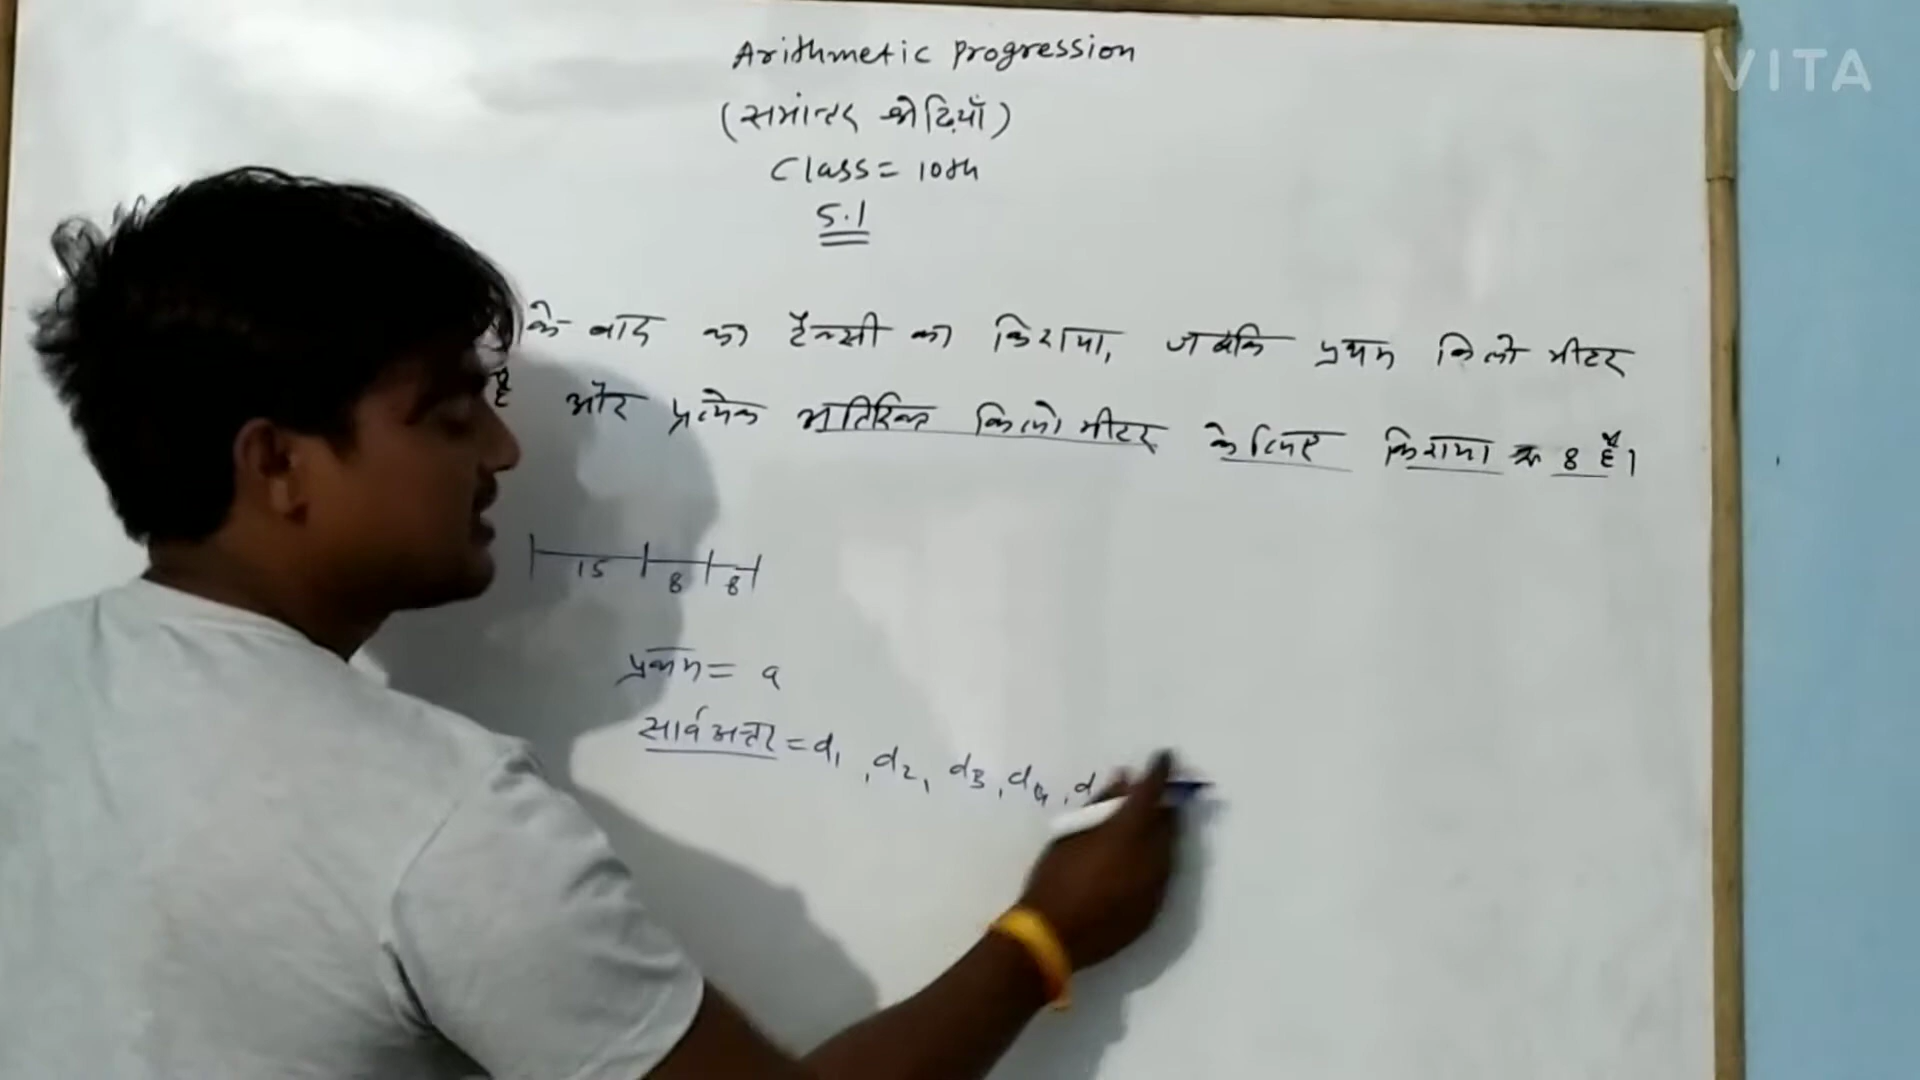 Arithmetic Progression
VITA
(समांतर श्रेढ़ियाँ)
Class = 10th
5.1
के बाद का टैक्सी का किराया, जबकि प्रथम किलो मीटर
है और प्रत्येक अतिरिक्त किलो मीटर के लिए किराया रु 8 है।
15 8 8
प्रथम = a
सार्व अन्तर = d1, d2, d3, d4, d